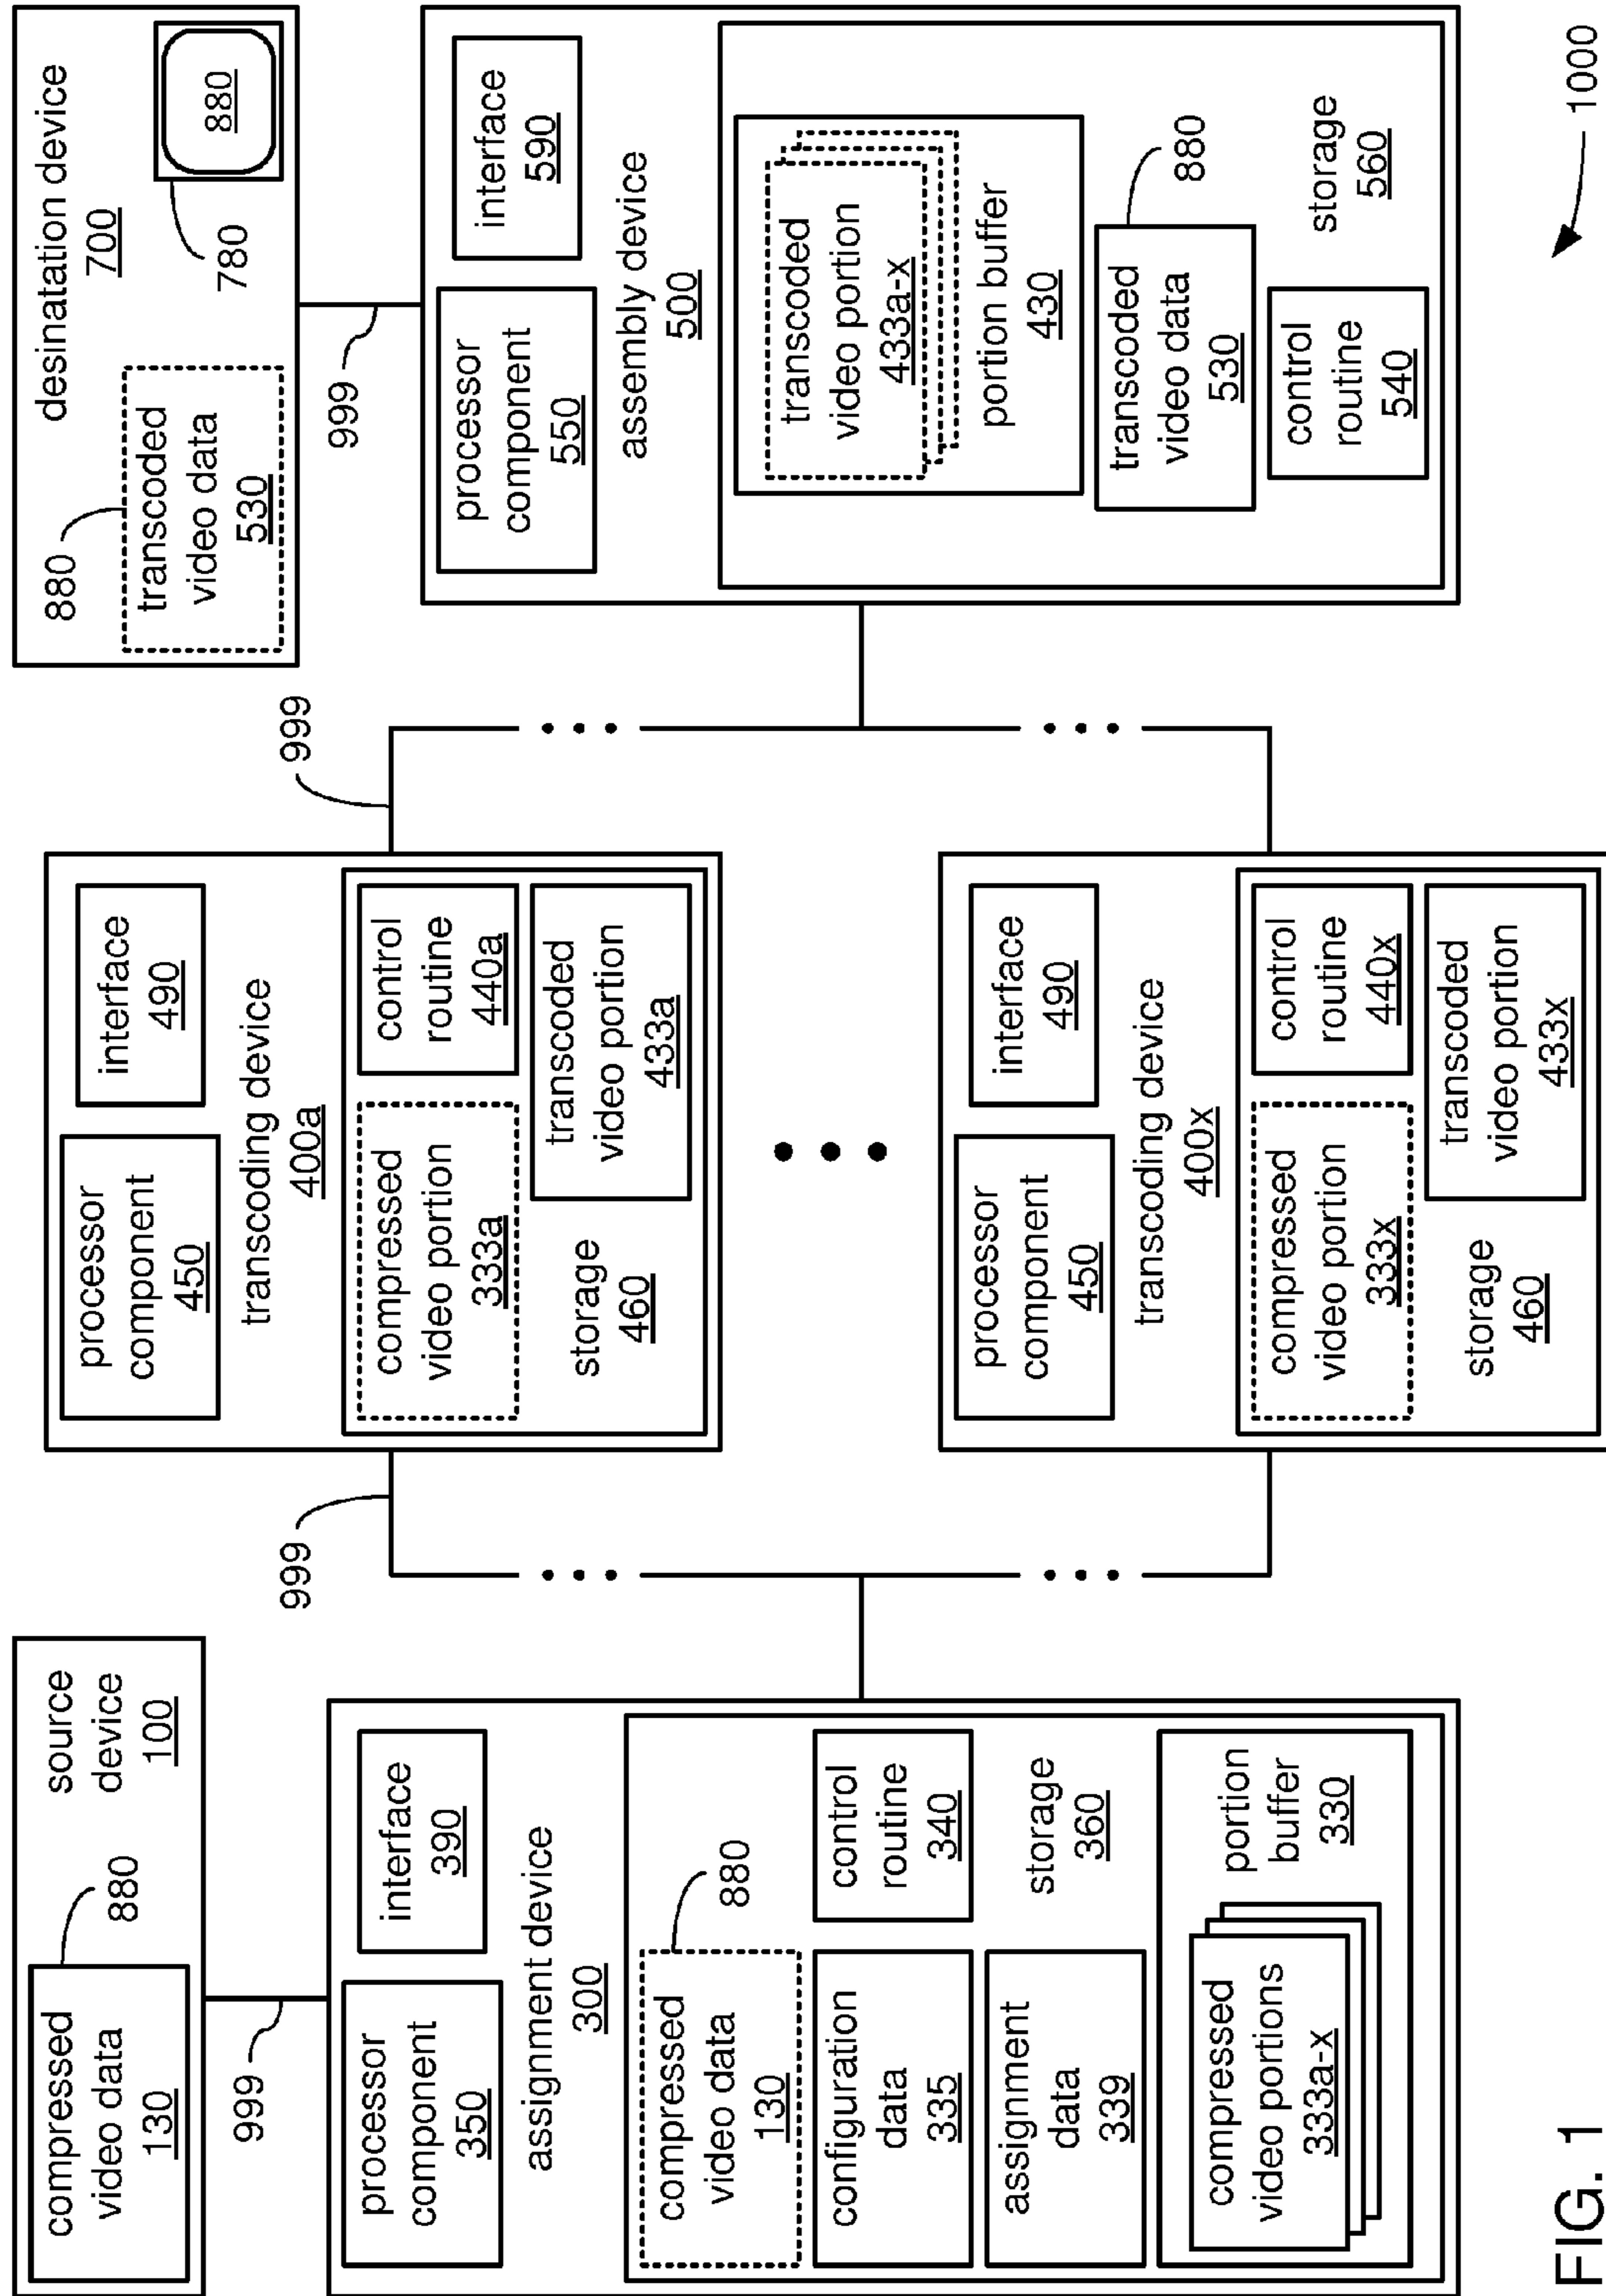 compressed
video data
130
880
source
device
100
999
processor
component
350
interface
390
assignment device
300
compressed
video data
130
880
configuration
data
335
control
routine
340
assignment
data
339
storage
360
compressed
video portions
333a-x
portion
buffer
330
999
processor
component
450
interface
490
transcoding device
400a
compressed
video portion
333a
control
routine
440a
storage
460
transcoded
video portion
433a
processor
component
450
interface
490
transcoding device
400x
compressed
video portion
333x
control
routine
440x
storage
460
transcoded
video portion
433x
999
880
transcoded
video data
530
desinatation device
700
880
780
999
processor
component
550
interface
590
assembly device
500
transcoded
video portion
433a-x
portion buffer
430
transcoded
video data
530
880
control
routine
540
storage
560
1000
FIG. 1